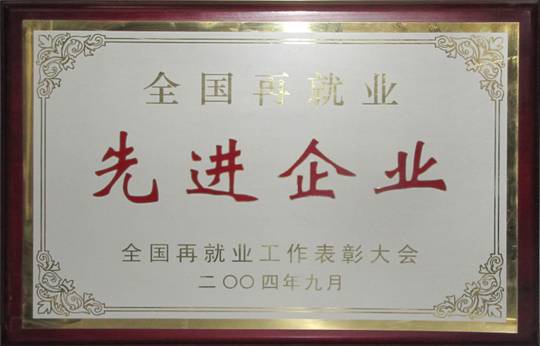 全国再就业
先进企业
全国再就业工作表彰大会
二〇〇四年九月